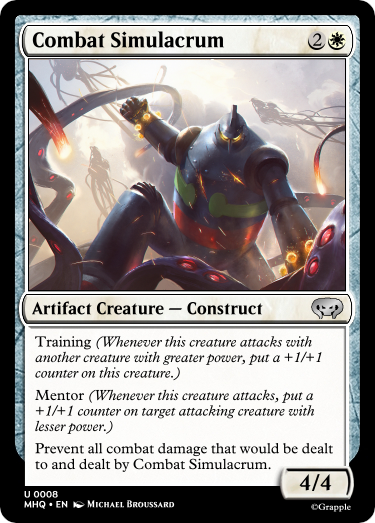 Combat Simulacrum 2
Artifact Creature — Construct
Training (Whenever this creature attacks with
another creature with greater power, put a +1/+1
counter on this creature.)
Mentor (Whenever this creature attacks, put a
+1/+1 counter on target attacking creature with
lesser power.)
Prevent all combat damage that would be dealt
to and dealt by Combat Simulacrum.
4/4
U 0008
MHQ • EN Michael Broussard
©Grapple